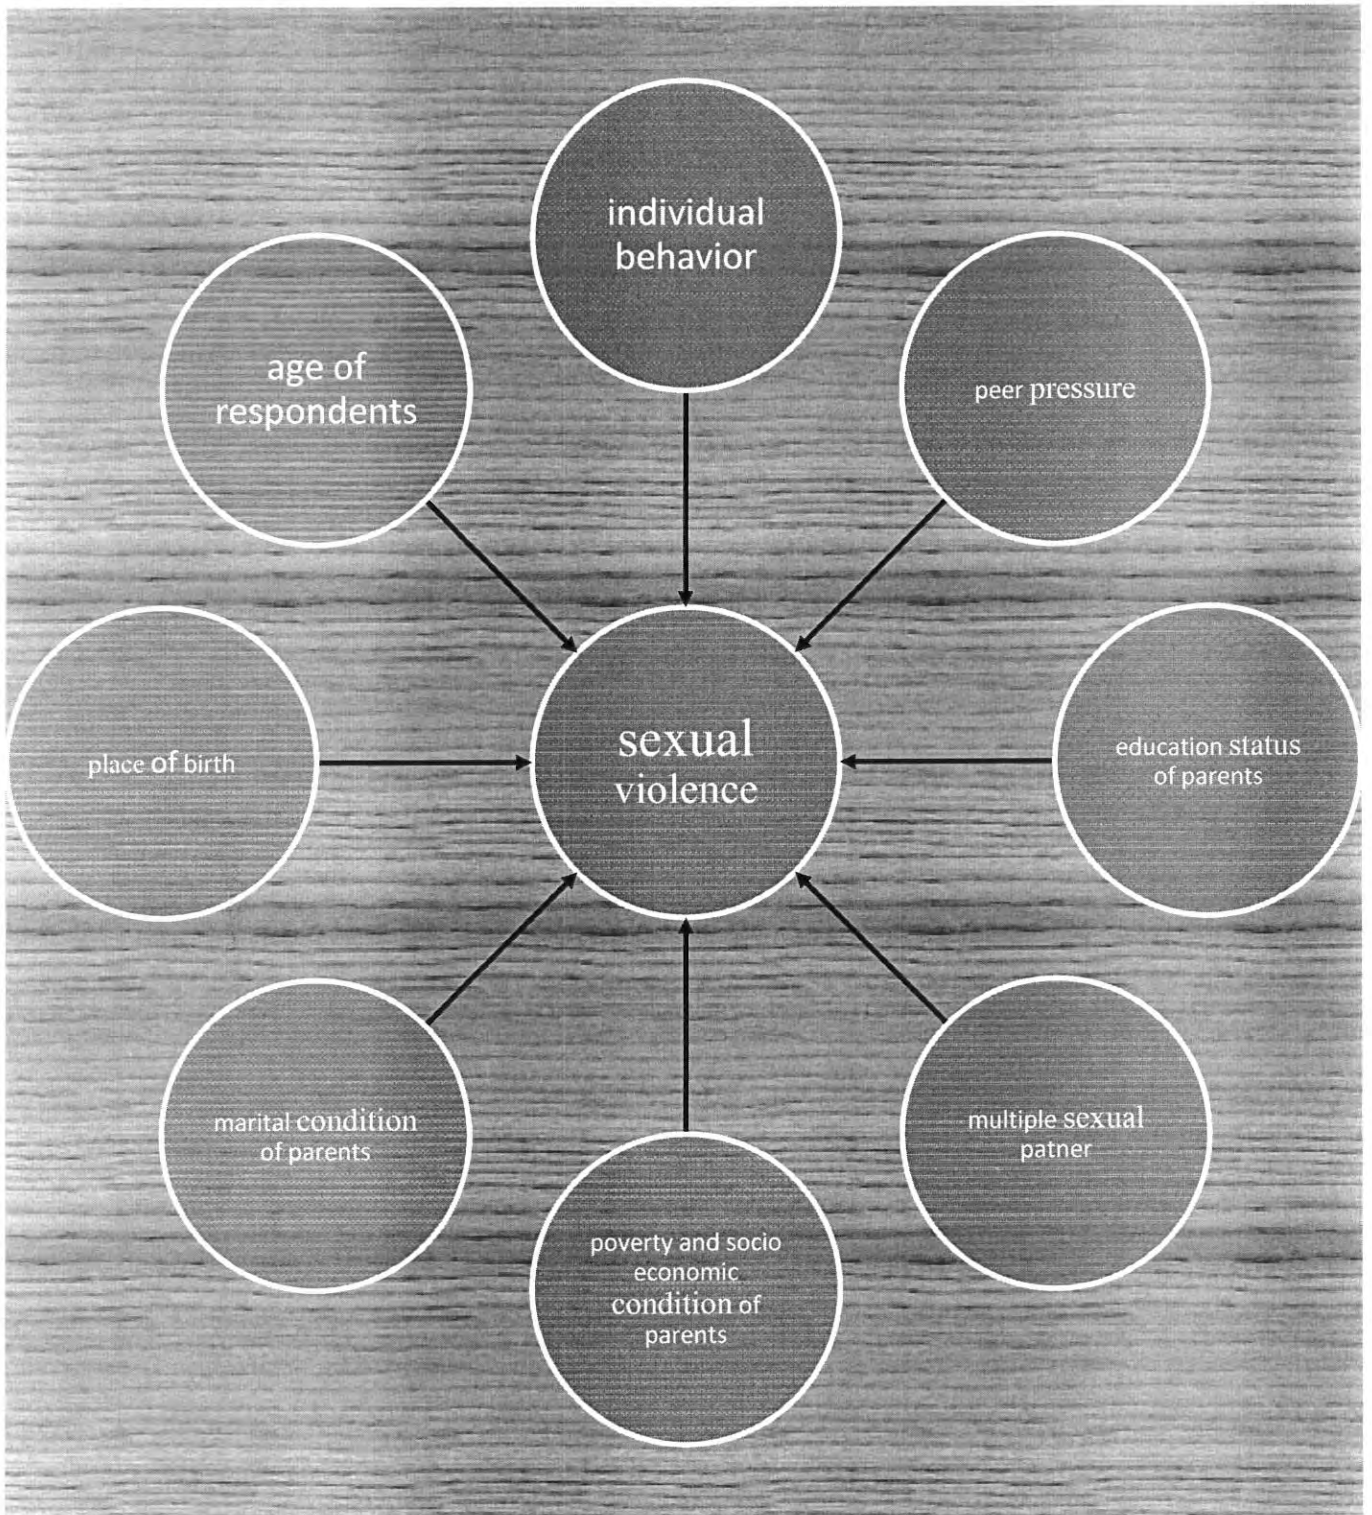 individual
behavior
age of
respondents
peer pressure
place of birth
sexual
violence
education status
of parents
marital condition
of parents
multiple sexual
patner
poverty and socio
economic
condition of
parents